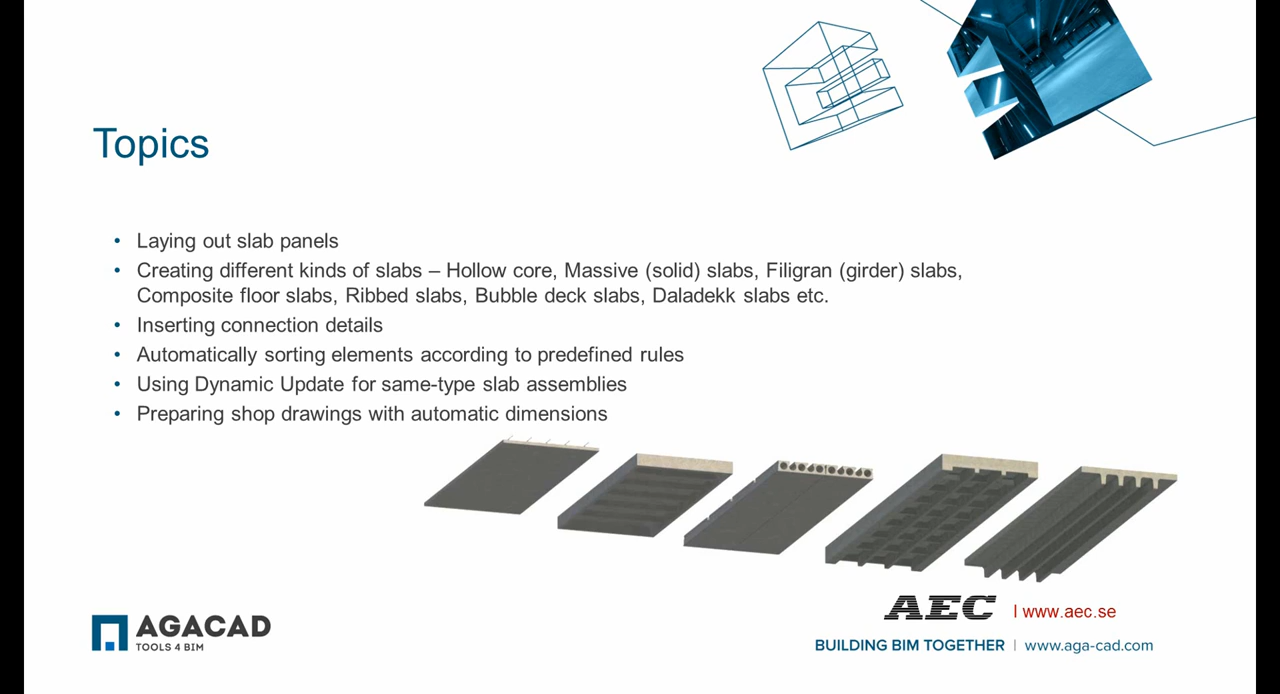 Topics
• Laying out slab panels
• Creating different kinds of slabs – Hollow core, Massive (solid) slabs, Filigran (girder) slabs,
Composite floor slabs, Ribbed slabs, Bubble deck slabs, Daladekk slabs etc.
• Inserting connection details
• Automatically sorting elements according to predefined rules
• Using Dynamic Update for same-type slab assemblies
• Preparing shop drawings with automatic dimensions
AEC | www.aec.se
AGACAD
TOOLS 4 BIM
BUILDING BIM TOGETHER | www.aga-cad.com